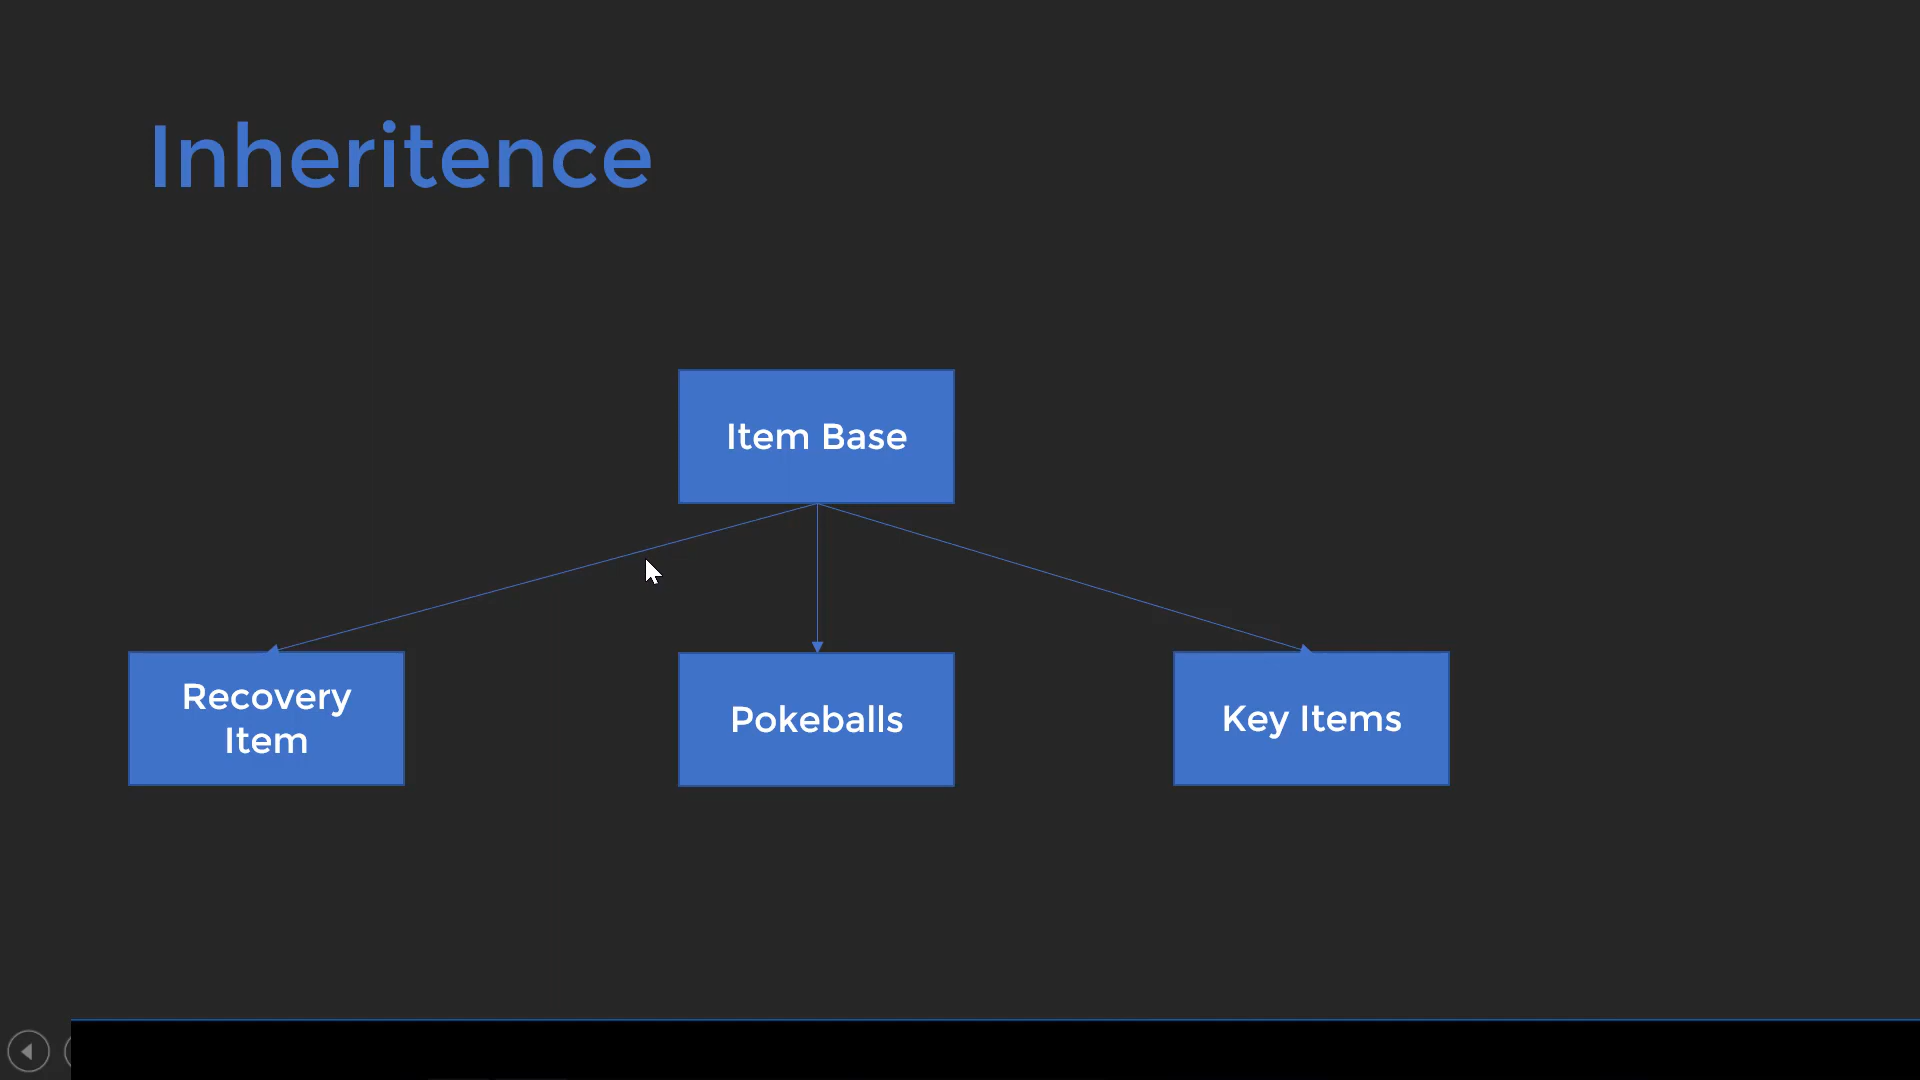 Inheritence
Item Base
Recovery
Item
Pokeballs
Key Items